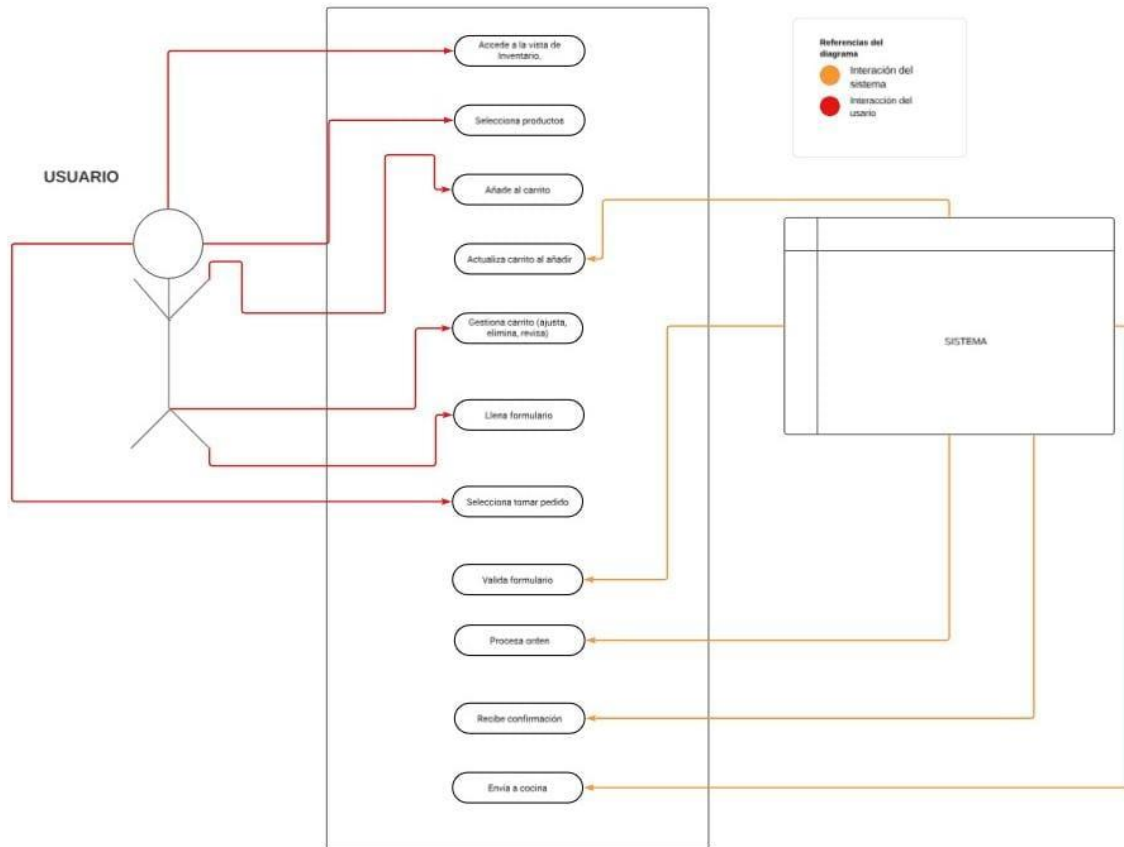 Accede a la vista de
Inventario.
Referencias del
diagrama
Interación del
sistema
Interacción del
usario
Selecciona productos
USUARIO
Añade al carrito
Actualiza carrito al añadir
Gestiona carrito (ajusta,
elimina, revisa)
SISTEMA
Llena formulario
Selecciona tomar pedido
Valida formulario
Procesa orden
Recibe confirmación
Envía a cocina